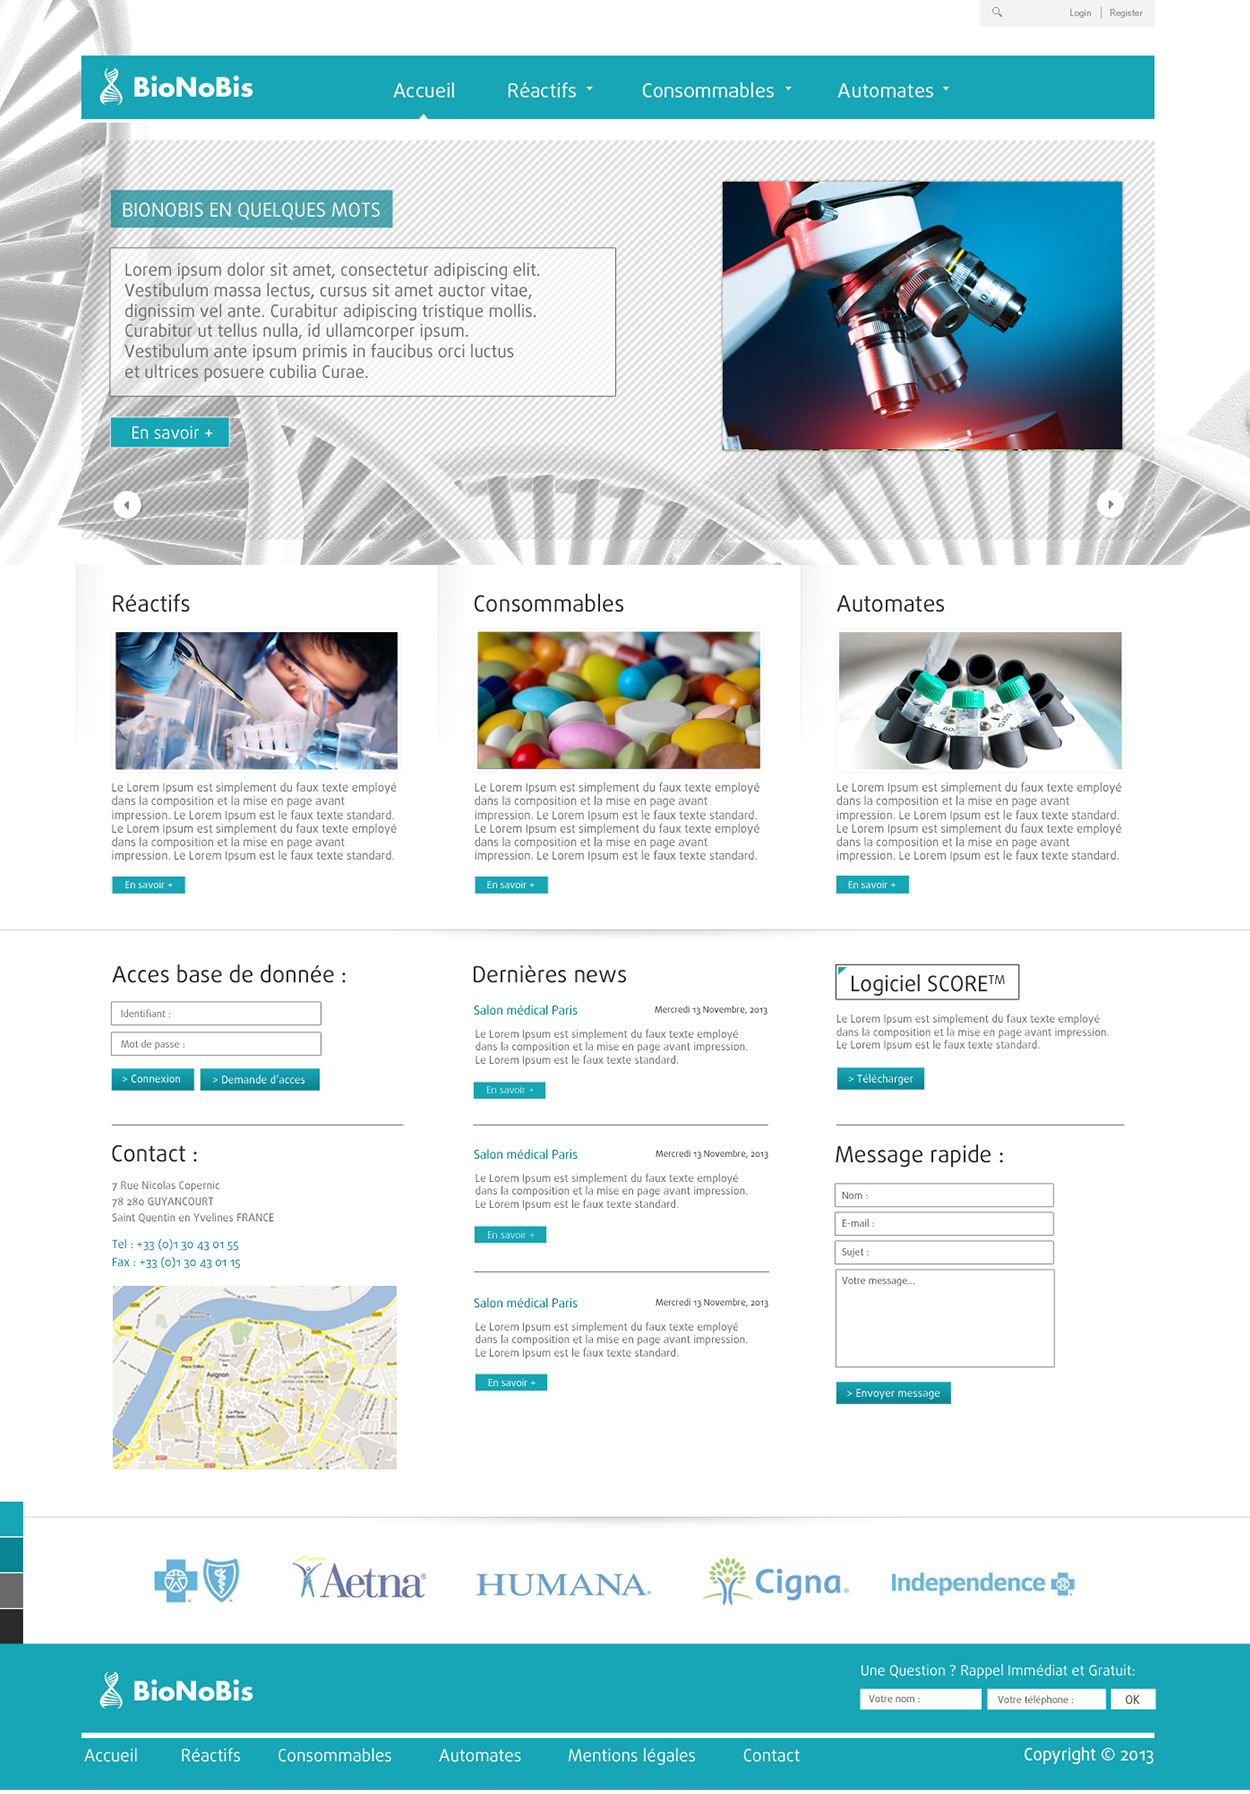 Login | Register
BioNoBis
Accueil
Réactifs
Consommables
Automates
BIONOBIS EN QUELQUES MOTS
Lorem ipsum dolor sit amet, consectetur adipiscing elit.
Vestibulum massa lectus, cursus sit amet auctor vitae,
dignissim vel ante. Curabitur adipiscing tristique mollis.
Curabitur ut tellus nulla, id ullamcorper ipsum.
Vestibulum ante ipsum primis in faucibus orci luctus
et ultrices posuere cubilia Curae.
En savoir +
Réactifs
Le Lorem Ipsum est simplement du faux texte employé
dans la composition et la mise en page avant
impression. Le Lorem Ipsum est le faux texte standard.
Le Lorem Ipsum est simplement du faux texte employé
dans la composition et la mise en page avant
impression. Le Lorem Ipsum est le faux texte standard.
En savoir +
Consommables
Le Lorem Ipsum est simplement du faux texte employé
dans la composition et la mise en page avant
impression. Le Lorem Ipsum est le faux texte standard.
Le Lorem Ipsum est simplement du faux texte employé
dans la composition et la mise en page avant
impression. Le Lorem Ipsum est le faux texte standard.
En savoir +
Automates
Le Lorem Ipsum est simplement du faux texte employé
dans la composition et la mise en page avant
impression. Le Lorem Ipsum est le faux texte standard.
Le Lorem Ipsum est simplement du faux texte employé
dans la composition et la mise en page avant
impression. Le Lorem Ipsum est le faux texte standard.
En savoir +
Acces base de donnée :
Identifiant :
Mot de passe :
> Connexion
> Demande d'acces
Contact :
7 Rue Nicolas Copernic
78 280 GUYANCOURT
Saint Quentin en Yvelines FRANCE
Tel : +33 (0)1 30 43 01 55
Fax : +33 (0)1 30 43 01 15
Avignon
Dernières news
Salon médical Paris
Mercredi 13 Novembre, 2013
Le Lorem Ipsum est simplement du faux texte employé
dans la composition et la mise en page avant impression.
Le Lorem Ipsum est le faux texte standard.
En savoir +
Salon médical Paris
Mercredi 13 Novembre, 2013
Le Lorem Ipsum est simplement du faux texte employé
dans la composition et la mise en page avant impression.
Le Lorem Ipsum est le faux texte standard.
En savoir +
Salon médical Paris
Mercredi 13 Novembre, 2013
Le Lorem Ipsum est simplement du faux texte employé
dans la composition et la mise en page avant impression.
Le Lorem Ipsum est le faux texte standard.
En savoir +
Logiciel SCORE™
Le Lorem Ipsum est simplement du faux texte employé
dans la composition et la mise en page avant impression.
Le Lorem Ipsum est le faux texte standard.
> Télécharger
Message rapide :
Nom :
E-mail :
Sujet :
Votre message...
> Envoyer message
Aetna®
HUMANA.
Cigna®
Independence
BioNoBis
Une Question ? Rappel Immédiat et Gratuit:
Votre nom :
Votre téléphone :
OK
Accueil
Réactifs
Consommables
Automates
Mentions légales
Contact
Copyright © 2013